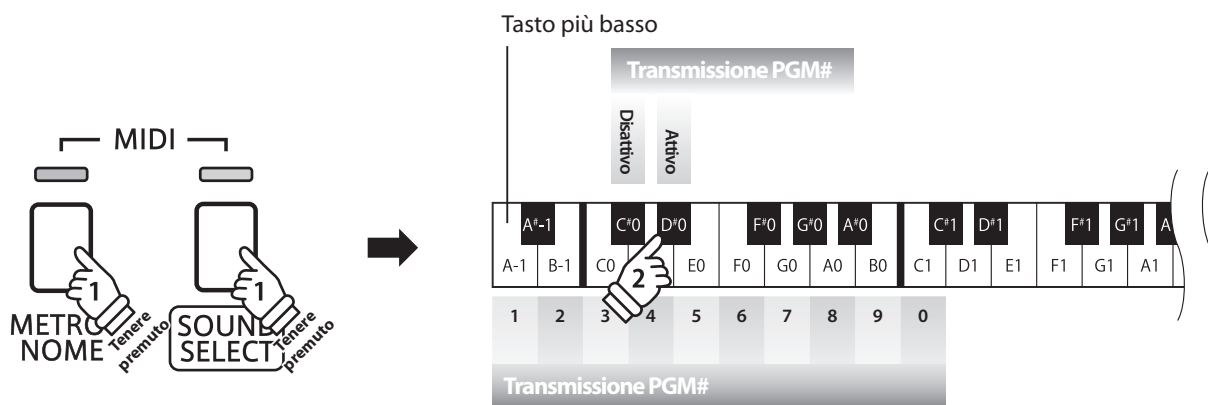 Tasto più basso
Transmissione PGM#
Disattivo
Attivo
MIDI
A#-1 C#0 D#0 F#0 G#0 A#0 C#1 D#1 F#1 G#1 A
A-1 B-1 C0 E0 F0 G0 A0 B0 C1 D1 E1 F1 G1 A1
1 1 2
METRO
NOME
Tenere
premuto
SOUND
SELECT
Tenere
premuto
1 2 3 4 5 6 7 8 9 0
Transmissione PGM#